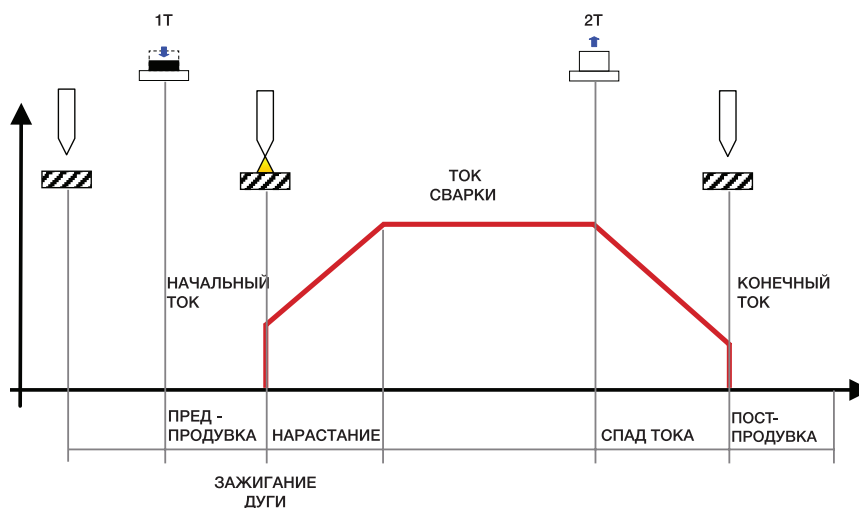 1T
2T
ТОК
СВАРКИ
НАЧАЛЬНЫЙ
ТОК
КОНЕЧНЫЙ
ТОК
ПРЕД -
ПРОДУВКА
НАРАСТАНИЕ
СПАД ТОКА
ПОСТ-
ПРОДУВКА
ЗАЖИГАНИЕ
ДУГИ